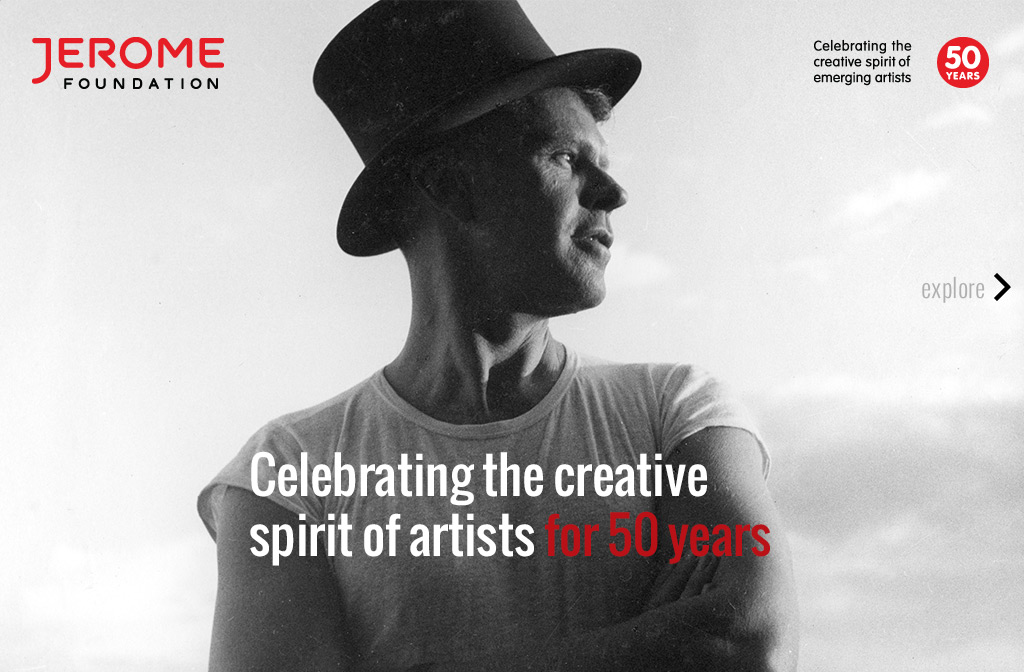 JEROME
FOUNDATION
Celebrating the
creative spirit of
emerging artists
50
YEARS
explore
Celebrating the creative
spirit of artists for 50 years